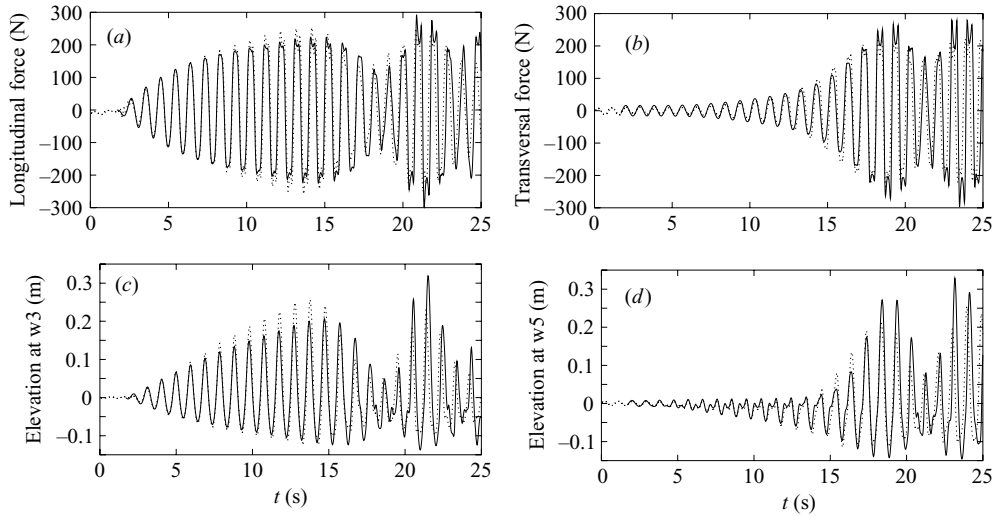 300
200
100
0
–100
–200
–300
Longitudinal force (N)
(a)
0 5 10 15 20 25
300
200
100
0
–100
–200
–300
Transversal force (N)
(b)
0 5 10 15 20 25
0.3
0.2
0.1
0
–0.1
Elevation at w3 (m)
(c)
0 5 10 15 20 25
t (s)
0.3
0.2
0.1
0
–0.1
Elevation at w5 (m)
(d)
0 5 10 15 20 25
t (s)